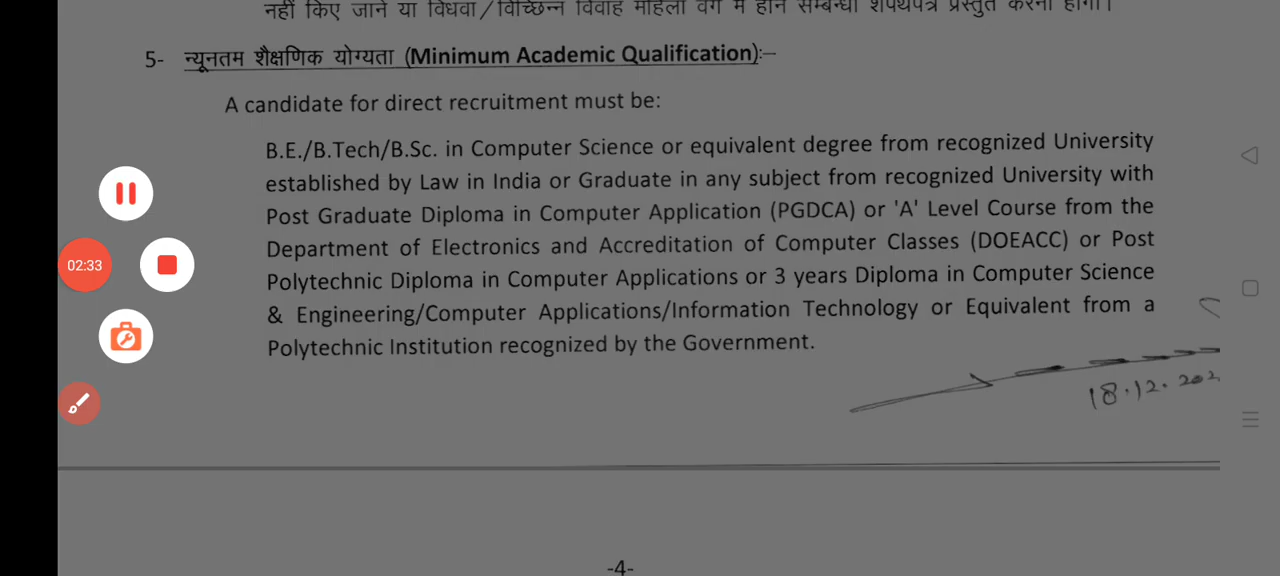 नहीं किए जाने या विधवा/विच्छिन्न विवाह महिला वर्ग में होने सम्बन्धी शपथपत्र प्रस्तुत करना होगा।
5- न्यूनतम शैक्षणिक योग्यता (Minimum Academic Qualification):–
A candidate for direct recruitment must be:
B.E./B.Tech/B.Sc. in Computer Science or equivalent degree from recognized University
established by Law in India or Graduate in any subject from recognized University with
Post Graduate Diploma in Computer Application (PGDCA) or 'A' Level Course from the
Department of Electronics and Accreditation of Computer Classes (DOEACC) or Post
Polytechnic Diploma in Computer Applications or 3 years Diploma in Computer Science
& Engineering/Computer Applications/Information Technology or Equivalent from a
Polytechnic Institution recognized by the Government.
18.12.202
-4-
02:33